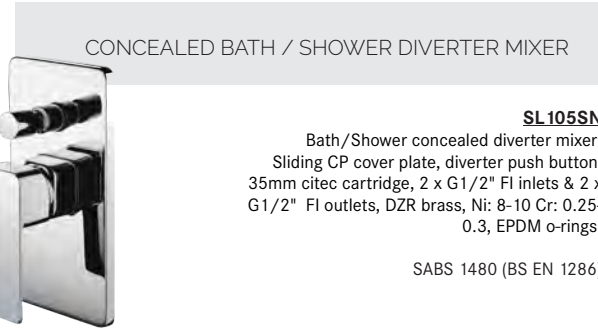 CONCEALED BATH / SHOWER DIVERTER MIXER
SL105SN
Bath/Shower concealed diverter mixer
Sliding CP cover plate, diverter push button
35mm citec cartridge, 2 x G1/2" FI inlets & 2 x
G1/2" FI outlets, DZR brass, Ni: 8-10 Cr: 0.25-
0.3, EPDM o-rings
SABS 1480 (BS EN 1286)